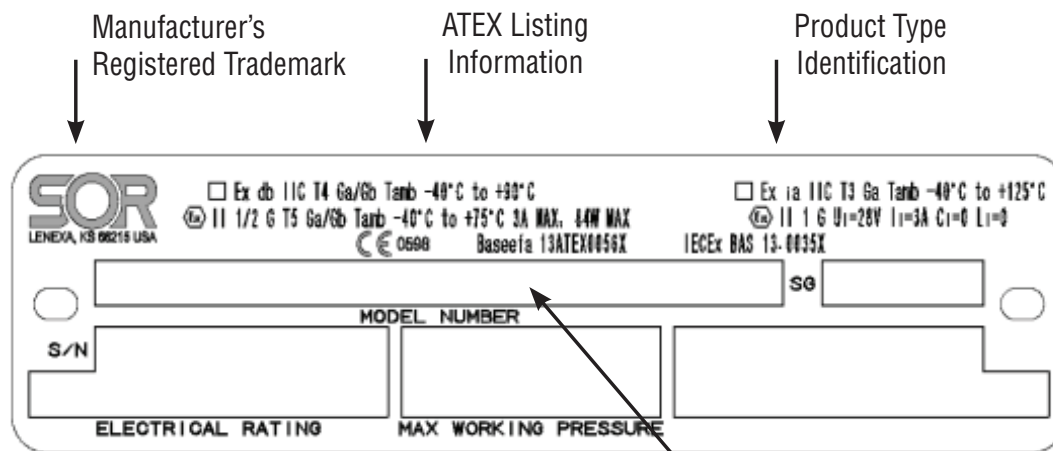 Manufacturer's
Registered Trademark
ATEX Listing
Information
Product Type
Identification
SOR
LENEXA, KS 66215 USA
Ex db IIC T4 Ga/Gb Tamb -40°C to +90°C
Ex II 1/2 G T5 Ga/Gb Tamb -40°C to +75°C 3A MAX. 44W MAX
CE 0598 Baseefa 13ATEX0056X IECEx BAS 13.0035X
Ex ia IIC T3 Ga Tamb -40°C to +125°C
Ex II 1 G Ui=28V Ii=3A Ci=0 Li=0
SG
MODEL NUMBER
S/N
ELECTRICAL RATING
MAX WORKING PRESSURE